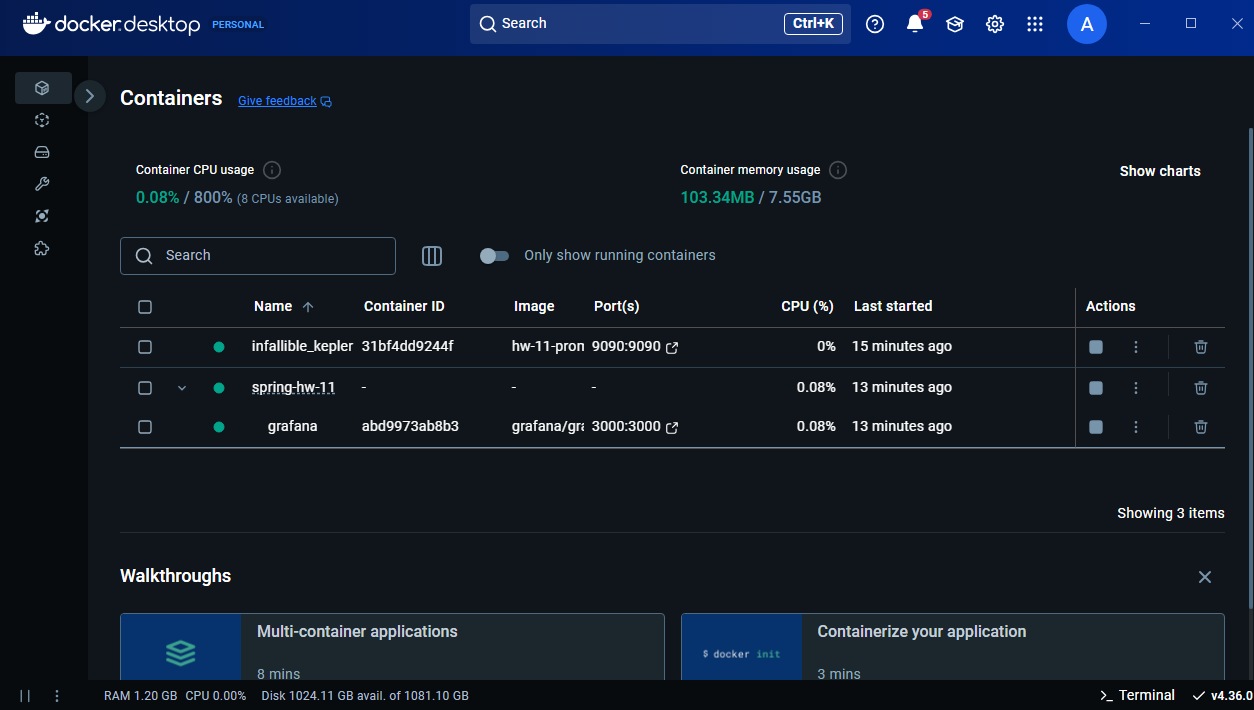 docker.desktop PERSONAL Search Ctrl+K 5 A
Containers Give feedback
Container CPU usage Container memory usage Show charts
0.08% / 800% (8 CPUs available) 103.34MB / 7.55GB
Search Only show running containers
Name Container ID Image Port(s) CPU (%) Last started Actions
infallible_kepler 31bf4dd9244f hw-11-pron 9090:9090 0% 15 minutes ago
spring-hw-11 - - - 0.08% 13 minutes ago
grafana abd9973ab8b3 grafana/gra 3000:3000 0.08% 13 minutes ago
Showing 3 items
Walkthroughs
Multi-container applications Containerize your application
$ docker init
8 mins 3 mins
RAM 1.20 GB CPU 0.00% Disk 1024.11 GB avail. of 1081.10 GB >_ Terminal v4.36.0